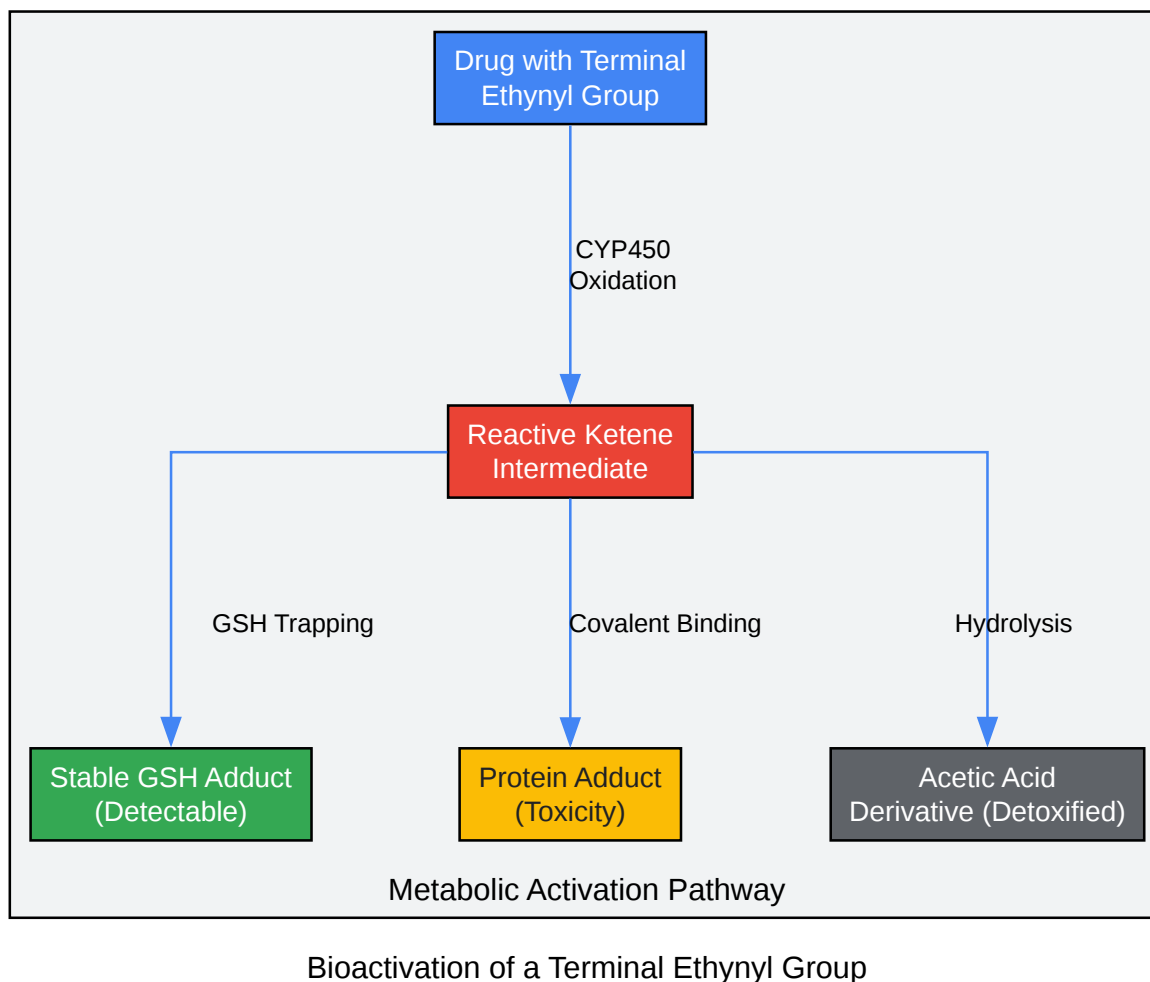 Drug with Terminal
Ethynyl Group
CYP450
Oxidation
Reactive Ketene
Intermediate
GSH Trapping
Covalent Binding
Hydrolysis
Stable GSH Adduct
(Detectable)
Protein Adduct
(Toxicity)
Acetic Acid
Derivative (Detoxified)
Metabolic Activation Pathway
Bioactivation of a Terminal Ethynyl Group